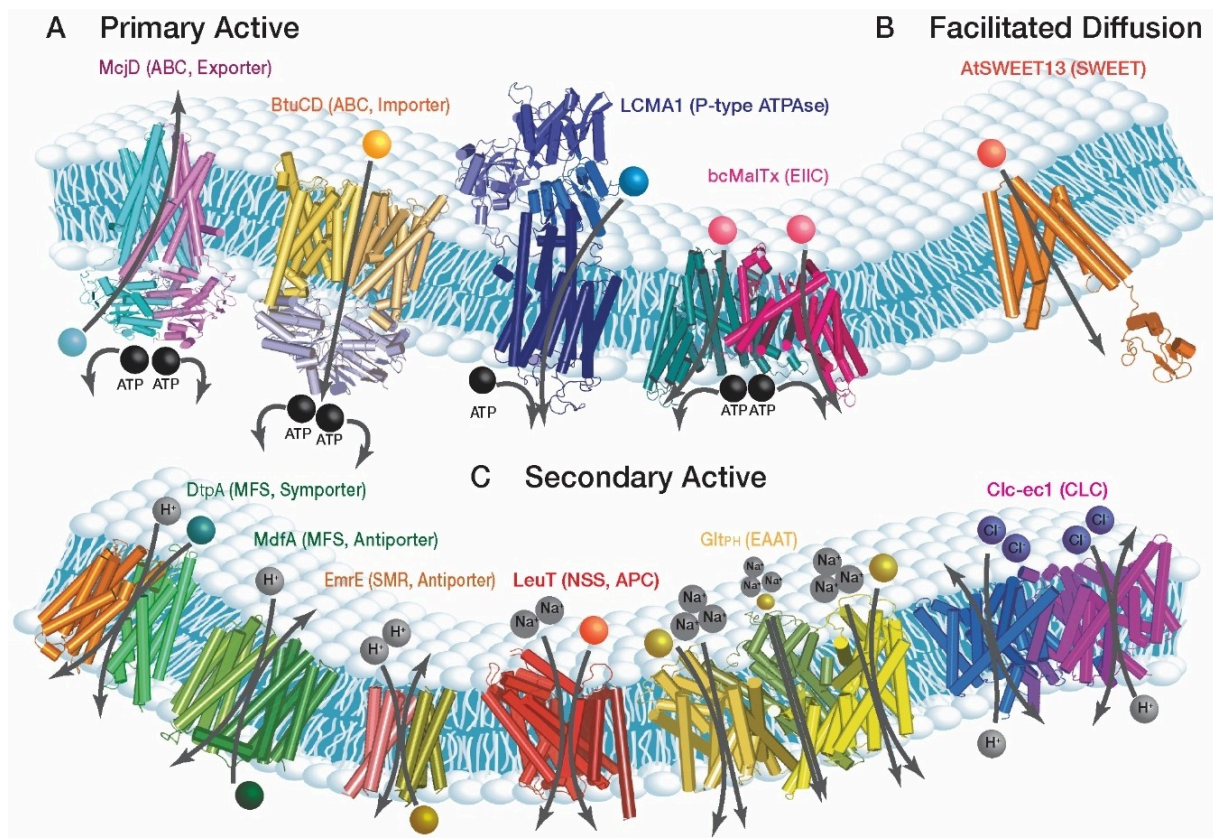 A Primary Active
B Facilitated Diffusion
McjD (ABC, Exporter)
BtuCD (ABC, Importer)
LCMA1 (P-type ATPAse)
bcMalTx (EIIC)
AtSWEET13 (SWEET)
ATP ATP
ATP ATP
ATP
ATP ATP
C Secondary Active
DtpA (MFS, Symporter)
MdfA (MFS, Antiporter)
EmrE (SMR, Antiporter)
LeuT (NSS, APC)
GltPH (EAAT)
Clc-ec1 (CLC)
H⁺
H⁺
H⁺ H⁺
Na⁺ Na⁺
Na⁺ Na⁺ Na⁺
Na⁺ Na⁺ Na⁺
Na⁺ Na⁺ Na⁺
Cl⁻ Cl⁻
Cl⁻ Cl⁻
H⁺
H⁺